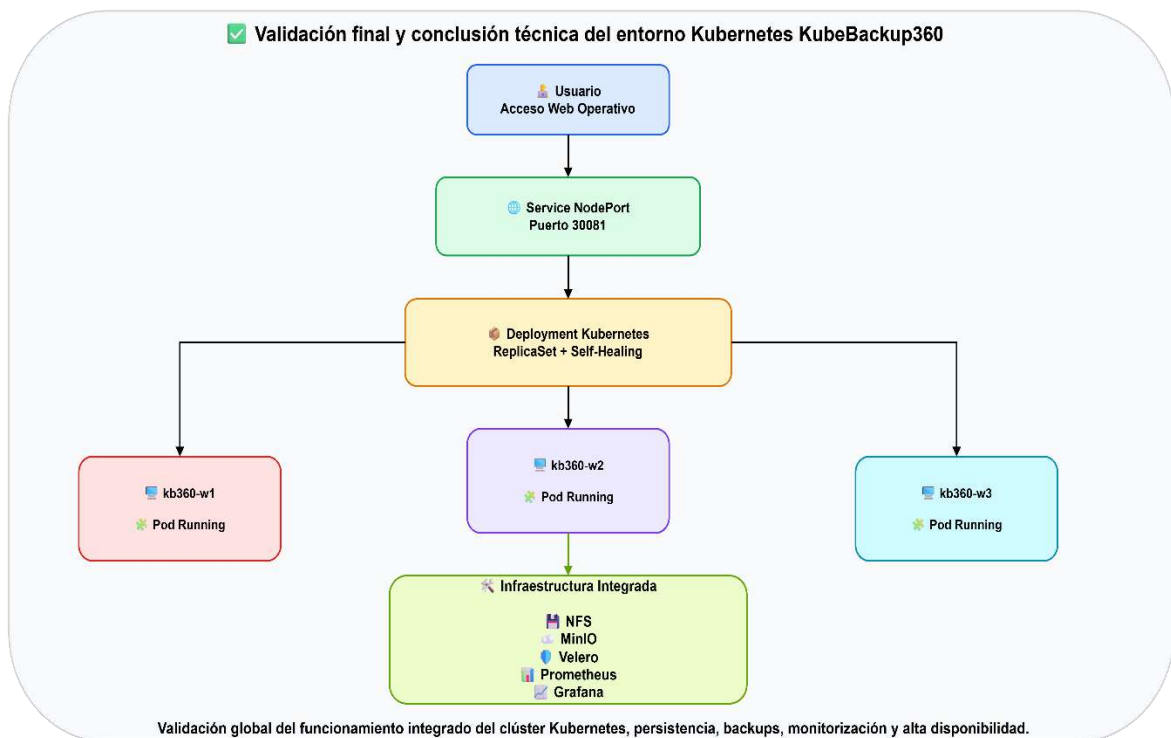 ✅ Validación final y conclusión técnica del entorno Kubernetes KubeBackup360
Usuario
Acceso Web Operativo
Service NodePort
Puerto 30081
Deployment Kubernetes
ReplicaSet + Self-Healing
kb360-w1
Pod Running
kb360-w2
Pod Running
kb360-w3
Pod Running
Infraestructura Integrada
NFS
MinIO
Velero
Prometheus
Grafana
Validación global del funcionamiento integrado del clúster Kubernetes, persistencia, backups, monitorización y alta disponibilidad.